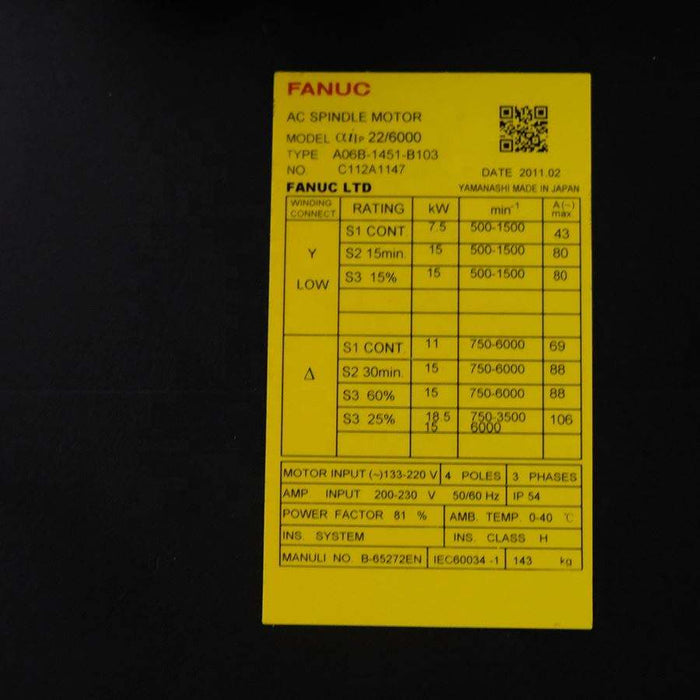 FANUC
AC SPINDLE MOTOR
MODEL αiIP 22/6000
TYPE A06B-1451-B103
NO. C112A1147
DATE 2011.02
FANUC LTD
YAMANASHI MADE IN JAPAN
WINDING CONNECT RATING kW min-1 A(~) max
Y LOW
S1 CONT 7.5 500-1500 43
S2 15min. 15 500-1500 80
S3 15% 15 500-1500 80
Δ
S1 CONT. 11 750-6000 69
S2 30min. 15 750-6000 88
S3 60% 15 750-6000 88
S3 25% 18.5 750-3500 106
15 6000
MOTOR INPUT (~)133-220 V 4 POLES 3 PHASES
AMP INPUT 200-230 V 50/60 Hz IP 54
POWER FACTOR 81 % AMB. TEMP. 0-40 ℃
INS. SYSTEM INS. CLASS H
MANULI NO. B-65272EN IEC60034 -1 143 kg